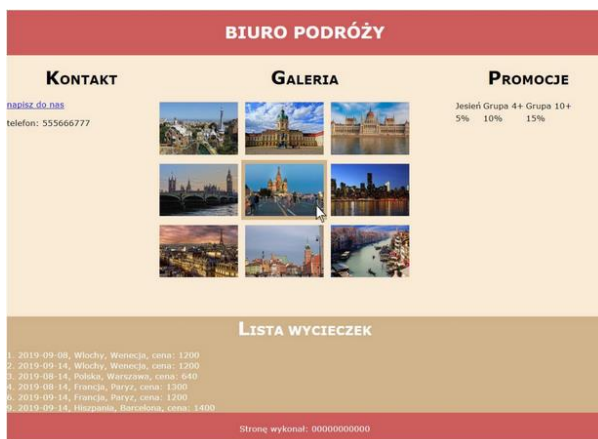 BIURO PODRÓŻY
KONTAKT
napisz do nas
telefon: 555666777
GALERIA
PROMOCJE
Jesień Grupa 4+ Grupa 10+
5% 10% 15%
LISTA WYCIECZEK
1. 2019-09-08, Włochy, Wenecja, cena: 1200
2. 2019-09-14, Włochy, Wenecja, cena: 1200
3. 2019-08-14, Polska, Warszawa, cena: 640
4. 2019-08-14, Francja, Paryż, cena: 1300
6. 2019-09-14, Francja, Paryż, cena: 1200
9. 2019-09-14, Hiszpania, Barcelona, cena: 1400
Stronę wykonał: 00000000000